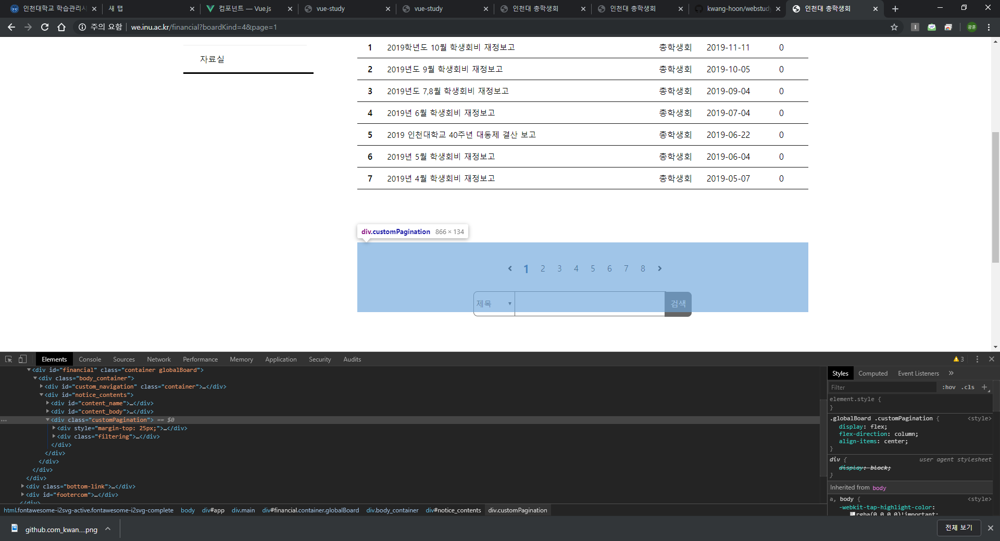 인천대학교 학습관리시
새 탭
컴포넌트 — Vue.js
vue-study
vue-study
인천대 총학생회
인천대 총학생회
kwang-hoon/webstudy
인천대 총학생회
주의 요함
we.inu.ac.kr/financial?boardKind=4&page=1
광훈
자료실
1 2019학년도 10월 학생회비 재정보고 총학생회 2019-11-11 0
2 2019년도 9월 학생회비 재정보고 총학생회 2019-10-05 0
3 2019년도 7,8월 학생회비 재정보고 총학생회 2019-09-04 0
4 2019년 6월 학생회비 재정보고 총학생회 2019-07-04 0
5 2019 인천대학교 40주년 대동제 결산 보고 총학생회 2019-06-22 0
6 2019년 5월 학생회비 재정보고 총학생회 2019-06-04 0
7 2019년 4월 학생회비 재정보고 총학생회 2019-05-07 0
div.customPagination 866 × 134
1 2 3 4 5 6 7 8
제목 검색
Elements Console Sources Network Performance Memory Application Security Audits 3
<div id="financial" class="container globalBoard">
<div class="body_container">
<div id="custom_navigation" class="container">…</div>
<div id="notice_contents">
<div id="content_name">…</div>
<div id="content_body">…</div>
<div class="customPagination"> == $0
<div style="margin-top: 25px;">…</div>
<div class="filtering">…</div>
</div>
</div>
</div>
</div>
</div>
<div class="bottom-link">…</div>
<div id="footercom">…</div>
</div>
html.fontawesome-i2svg-active.fontawesome-i2svg-complete body div#app div.main div#financial.container.globalBoard div.body_container div#notice_contents div.customPagination
Styles Computed Event Listeners »
Filter :hov .cls +
element.style {
}
.globalBoard .customPagination { <style>
display: flex;
flex-direction: column;
align-items: center;
}
div { user agent stylesheet
display: block;
}
Inherited from body
a, body { <style>
-webkit-tap-highlight-color:
rgba(0,0,0,0)!important;
github.com_kwan....png
전체 보기